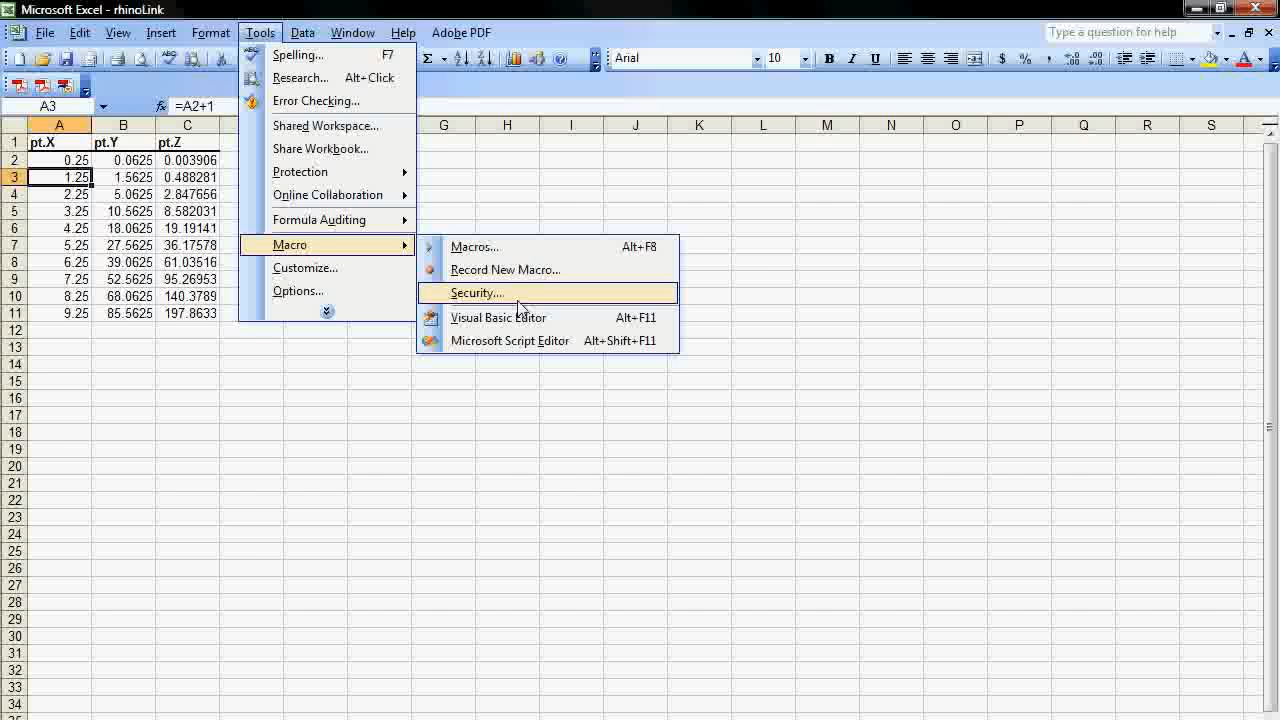 Microsoft Excel - rhinoLink
File Edit View Insert Format Tools Data Window Help Adobe PDF
Type a question for help
Arial 10 B I U $ % ,
A3 fx =A2+1
Spelling... F7
Research... Alt+Click
Error Checking...
Shared Workspace...
Share Workbook...
Protection
Online Collaboration
Formula Auditing
Macro
Customize...
Options...
Macros... Alt+F8
Record New Macro...
Security...
Visual Basic Editor Alt+F11
Microsoft Script Editor Alt+Shift+F11
A B C G H I J K L M N O P Q R S
1 pt.X pt.Y pt.Z
2 0.25 0.0625 0.003906
3 1.25 1.5625 0.488281
4 2.25 5.0625 2.847656
5 3.25 10.5625 8.582031
6 4.25 18.0625 19.19141
7 5.25 27.5625 36.17578
8 6.25 39.0625 61.03516
9 7.25 52.5625 95.26953
10 8.25 68.0625 140.3789
11 9.25 85.5625 197.8633
12
13
14
15
16
17
18
19
20
21
22
23
24
25
26
27
28
29
30
31
32
33
34